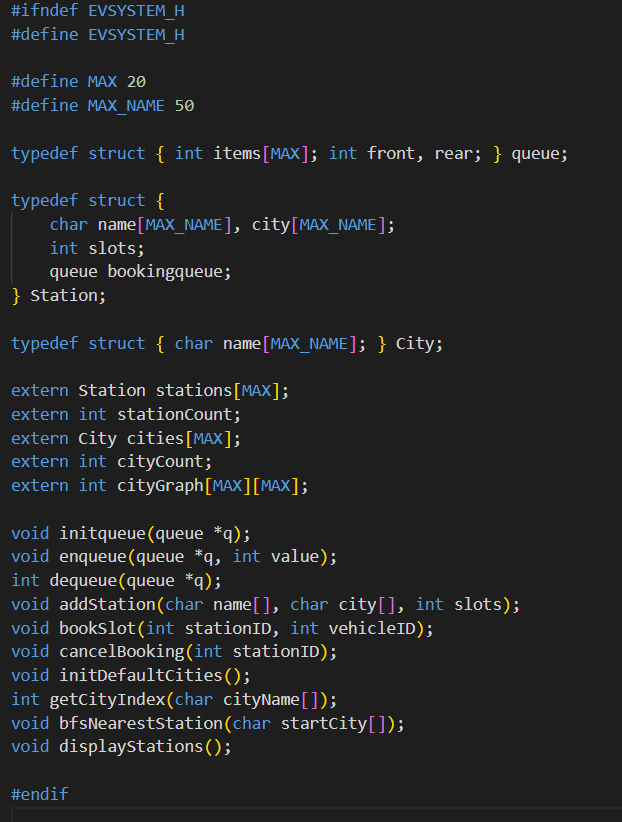 #ifndef EVSYSTEM_H
#define EVSYSTEM_H

#define MAX 20
#define MAX_NAME 50

typedef struct { int items[MAX]; int front, rear; } queue;

typedef struct {
    char name[MAX_NAME], city[MAX_NAME];
    int slots;
    queue bookingqueue;
} Station;

typedef struct { char name[MAX_NAME]; } City;

extern Station stations[MAX];
extern int stationCount;
extern City cities[MAX];
extern int cityCount;
extern int cityGraph[MAX][MAX];

void initqueue(queue *q);
void enqueue(queue *q, int value);
int dequeue(queue *q);
void addStation(char name[], char city[], int slots);
void bookSlot(int stationID, int vehicleID);
void cancelBooking(int stationID);
void initDefaultCities();
int getCityIndex(char cityName[]);
void bfsNearestStation(char startCity[]);
void displayStations();

#endif